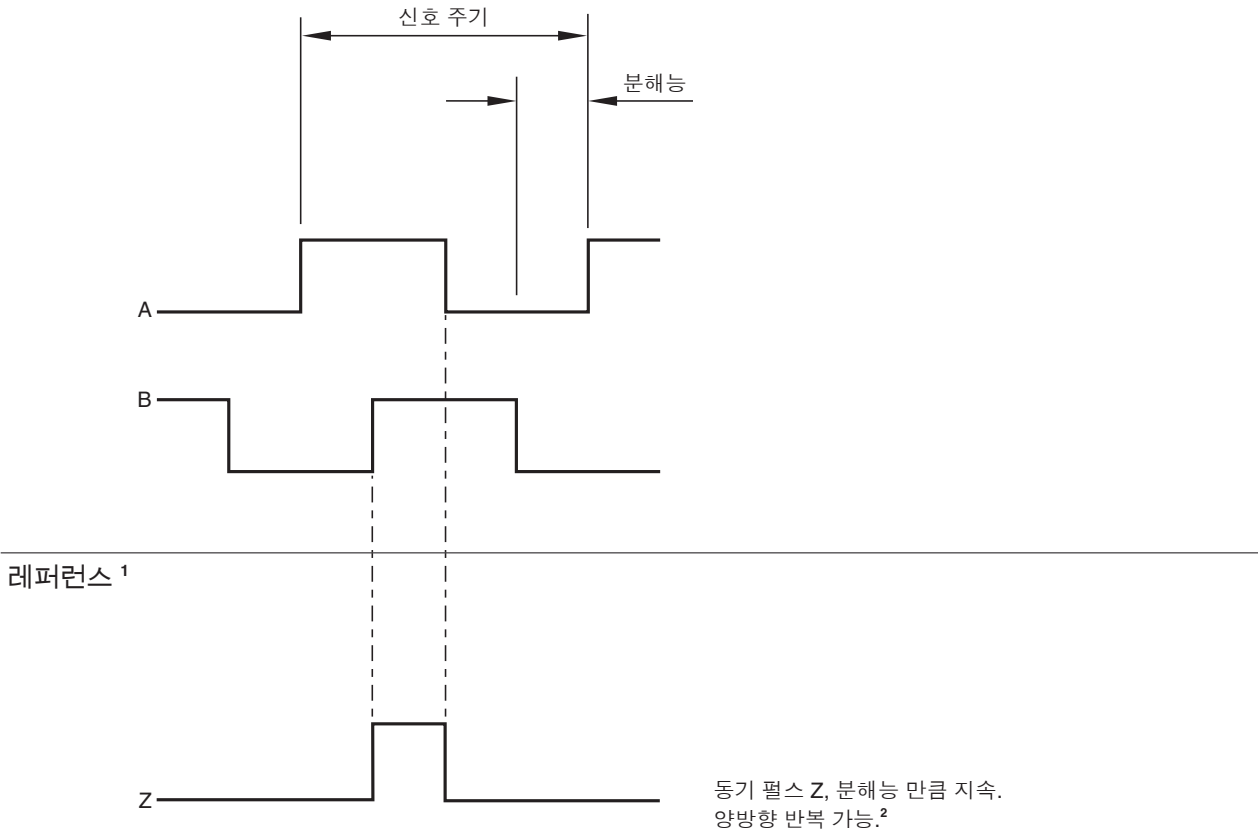 신호 주기
분해능
A
B
레퍼런스 ¹
Z
동기 펄스 Z, 분해능 만큼 지속.
양방향 반복 가능.²